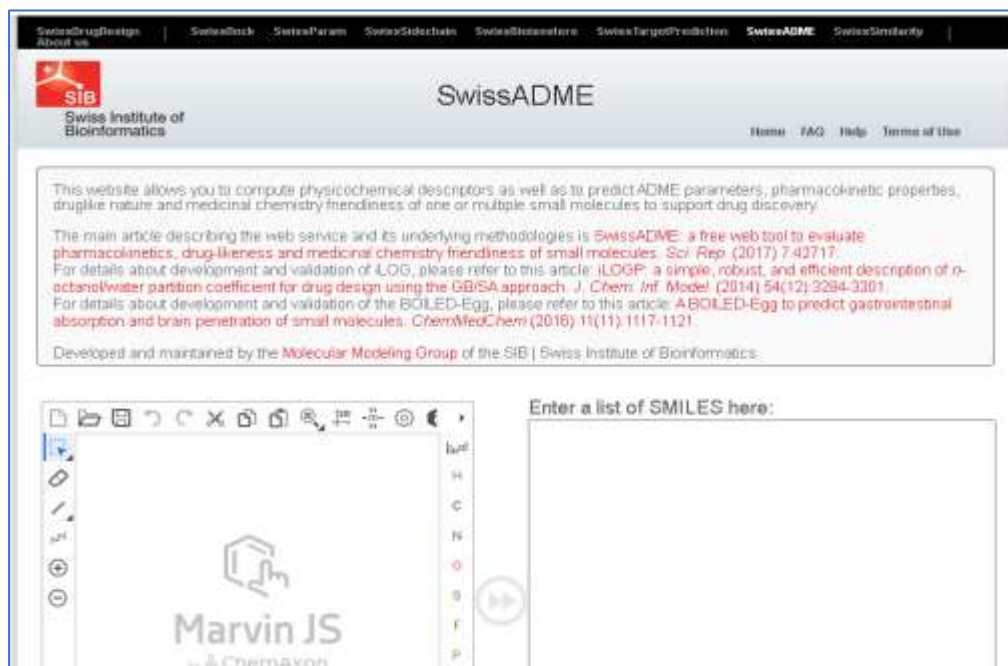 SwissDrugDesign | SwissDock SwissParam SwissSidechain SwissBioisostere SwissTargetPrediction SwissADME SwissSimilarity |
About us
SIB
Swiss Institute of
Bioinformatics
SwissADME
Home FAQ Help Terms of Use
This website allows you to compute physicochemical descriptors as well as to predict ADME parameters, pharmacokinetic properties,
druglike nature and medicinal chemistry friendliness of one or multiple small molecules to support drug discovery.
The main article describing the web service and its underlying methodologies is SwissADME: a free web tool to evaluate
pharmacokinetics, drug-likeness and medicinal chemistry friendliness of small molecules. Sci. Rep. (2017) 7:42717.
For details about development and validation of iLOG, please refer to this article: iLOGP: a simple, robust, and efficient description of n-
octanol/water partition coefficient for drug design using the GB/SA approach. J. Chem. Inf. Model. (2014) 54(12):3284-3301.
For details about development and validation of the BOILED-Egg, please refer to this article: A BOILED-Egg to predict gastrointestinal
absorption and brain penetration of small molecules. ChemMedChem (2016) 11(11):1117-1121.
Developed and maintained by the Molecular Modeling Group of the SIB | Swiss Institute of Bioinformatics
Enter a list of SMILES here:
H
C
N
O
S
F
P
Marvin JS
by ChemAxon